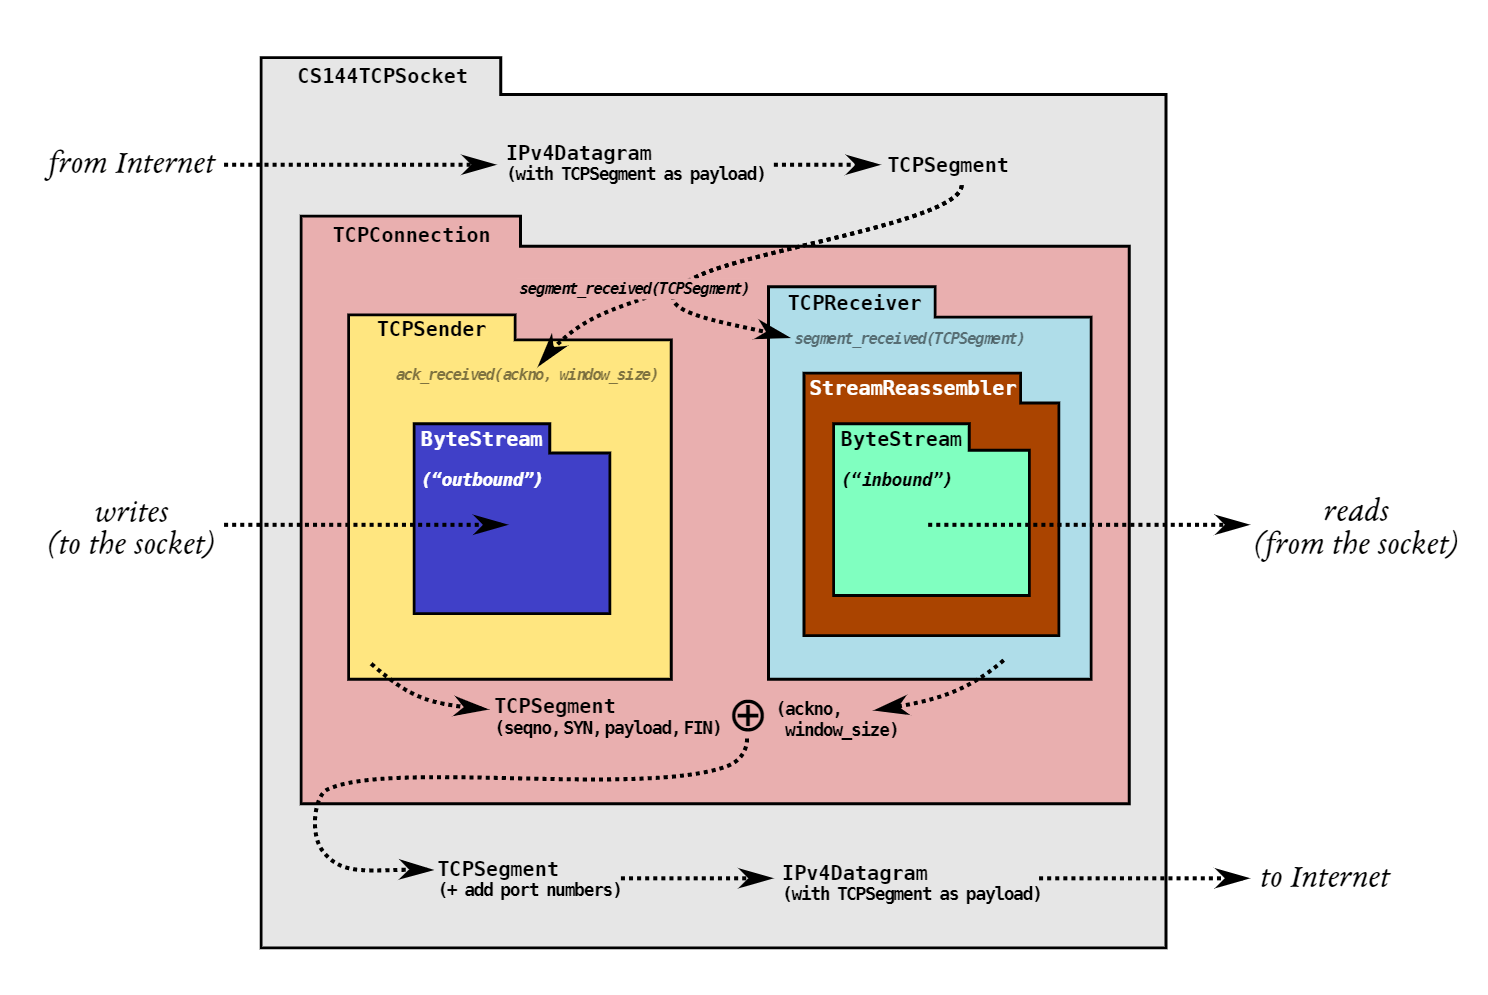 CS144TCPSocket
from Internet
IPv4Datagram
(with TCPSegment as payload)
TCPSegment
TCPConnection
segment_received(TCPSegment)
TCPSender
ack_received(ackno, window_size)
ByteStream
(“outbound”)
TCPReceiver
segment_received(TCPSegment)
StreamReassembler
ByteStream
(“inbound”)
writes
(to the socket)
reads
(from the socket)
TCPSegment
(seqno, SYN, payload, FIN)
(ackno,
window_size)
TCPSegment
(+ add port numbers)
IPv4Datagram
(with TCPSegment as payload)
to Internet